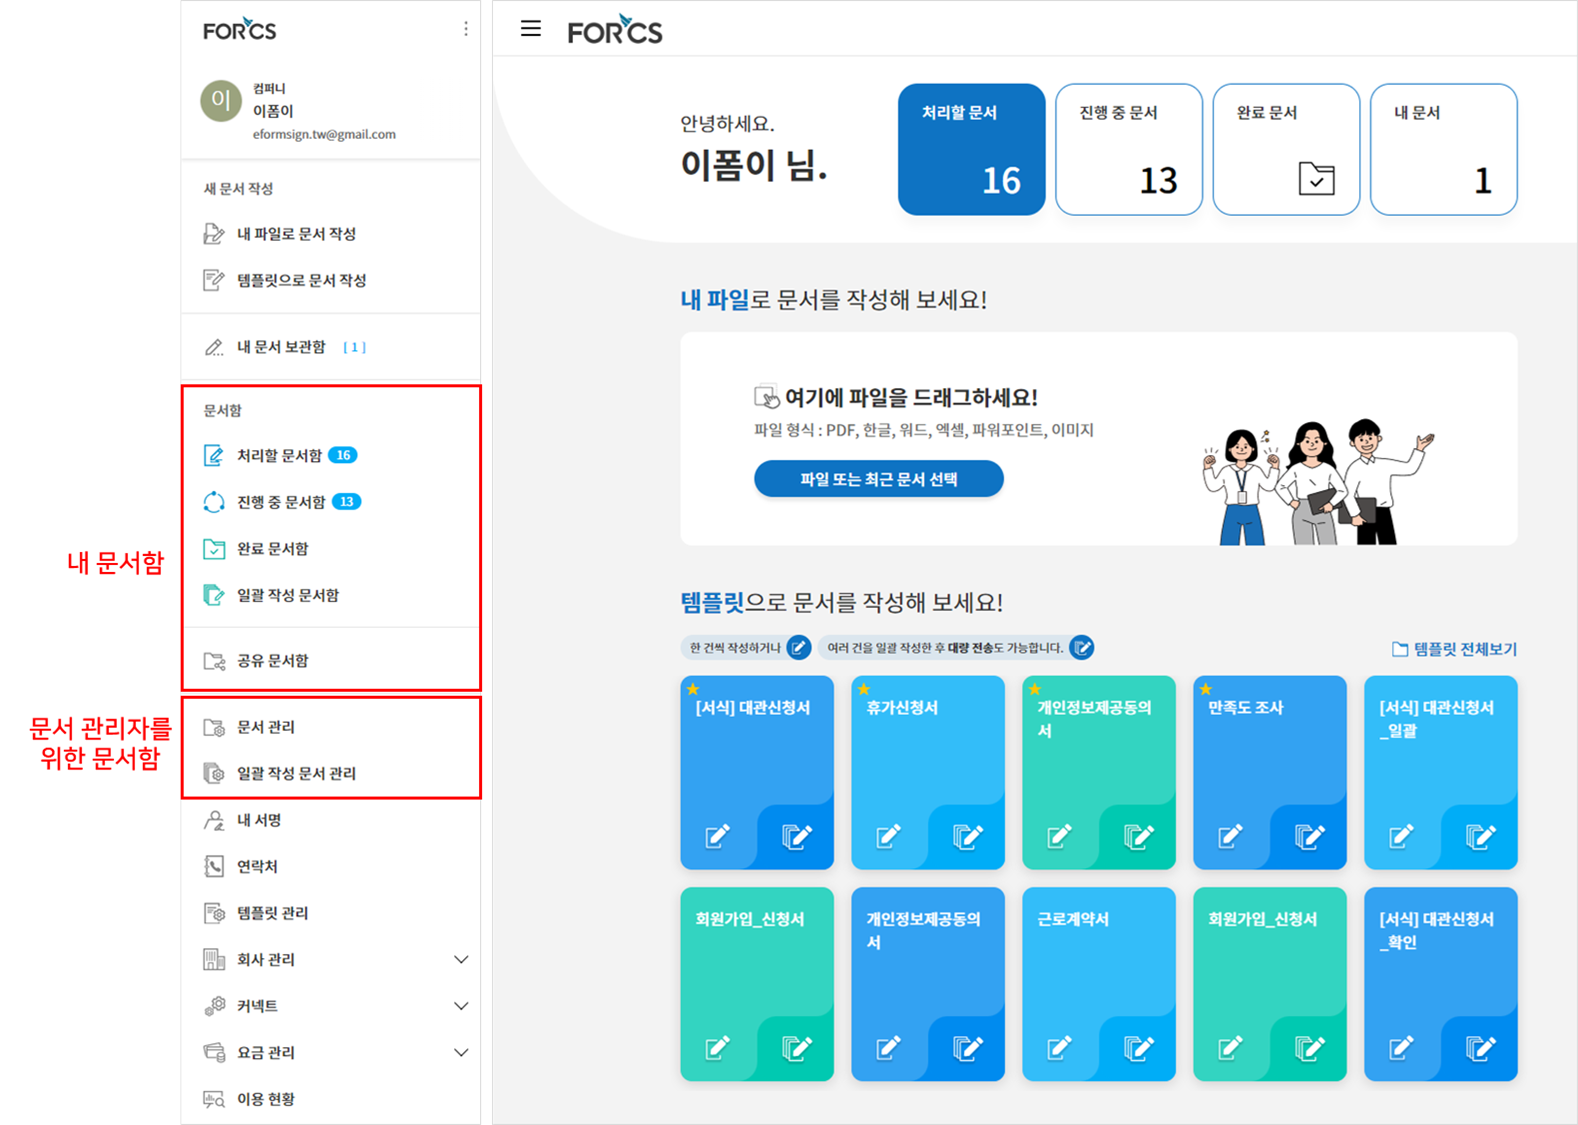 FORCS
이
컴퍼니
이폼이
eformsign.tw@gmail.com
새 문서 작성
내 파일로 문서 작성
템플릿으로 문서 작성
내 문서 보관함 [ 1 ]
문서함
처리할 문서함 16
진행 중 문서함 13
완료 문서함
일괄 작성 문서함
공유 문서함
내 문서함
문서 관리
일괄 작성 문서 관리
문서 관리자를
위한 문서함
내 서명
연락처
템플릿 관리
회사 관리
커넥트
요금 관리
이용 현황
FORCS
안녕하세요.
이폼이 님.
처리할 문서
16
진행 중 문서
13
완료 문서
내 문서
1
내 파일로 문서를 작성해 보세요!
여기에 파일을 드래그하세요!
파일 형식 : PDF, 한글, 워드, 엑셀, 파워포인트, 이미지
파일 또는 최근 문서 선택
템플릿으로 문서를 작성해 보세요!
한 건씩 작성하거나
여러 건을 일괄 작성한 후 대량 전송도 가능합니다.
템플릿 전체보기
[서식] 대관신청서
휴가신청서
개인정보제공동의
서
만족도 조사
[서식] 대관신청서
_일괄
회원가입_신청서
개인정보제공동의
서
근로계약서
회원가입_신청서
[서식] 대관신청서
_확인